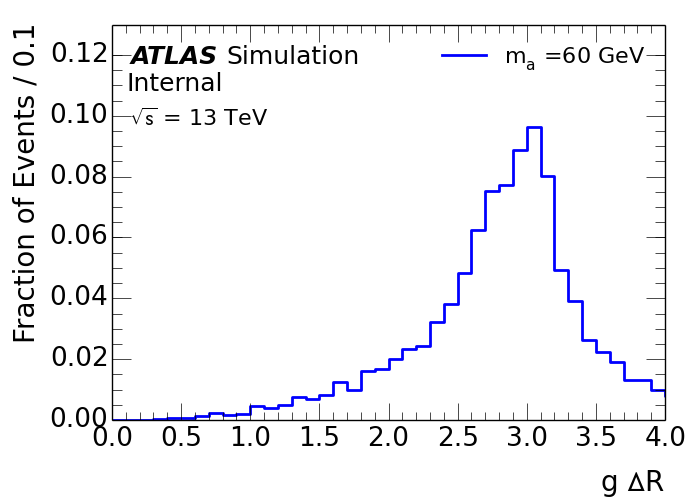 Fraction of Events / 0.1
0.12
0.10
0.08
0.06
0.04
0.02
0.00
ATLAS Simulation
Internal
√s = 13 TeV
mₐ =60 GeV
0.0 0.5 1.0 1.5 2.0 2.5 3.0 3.5 4.0
g ΔR